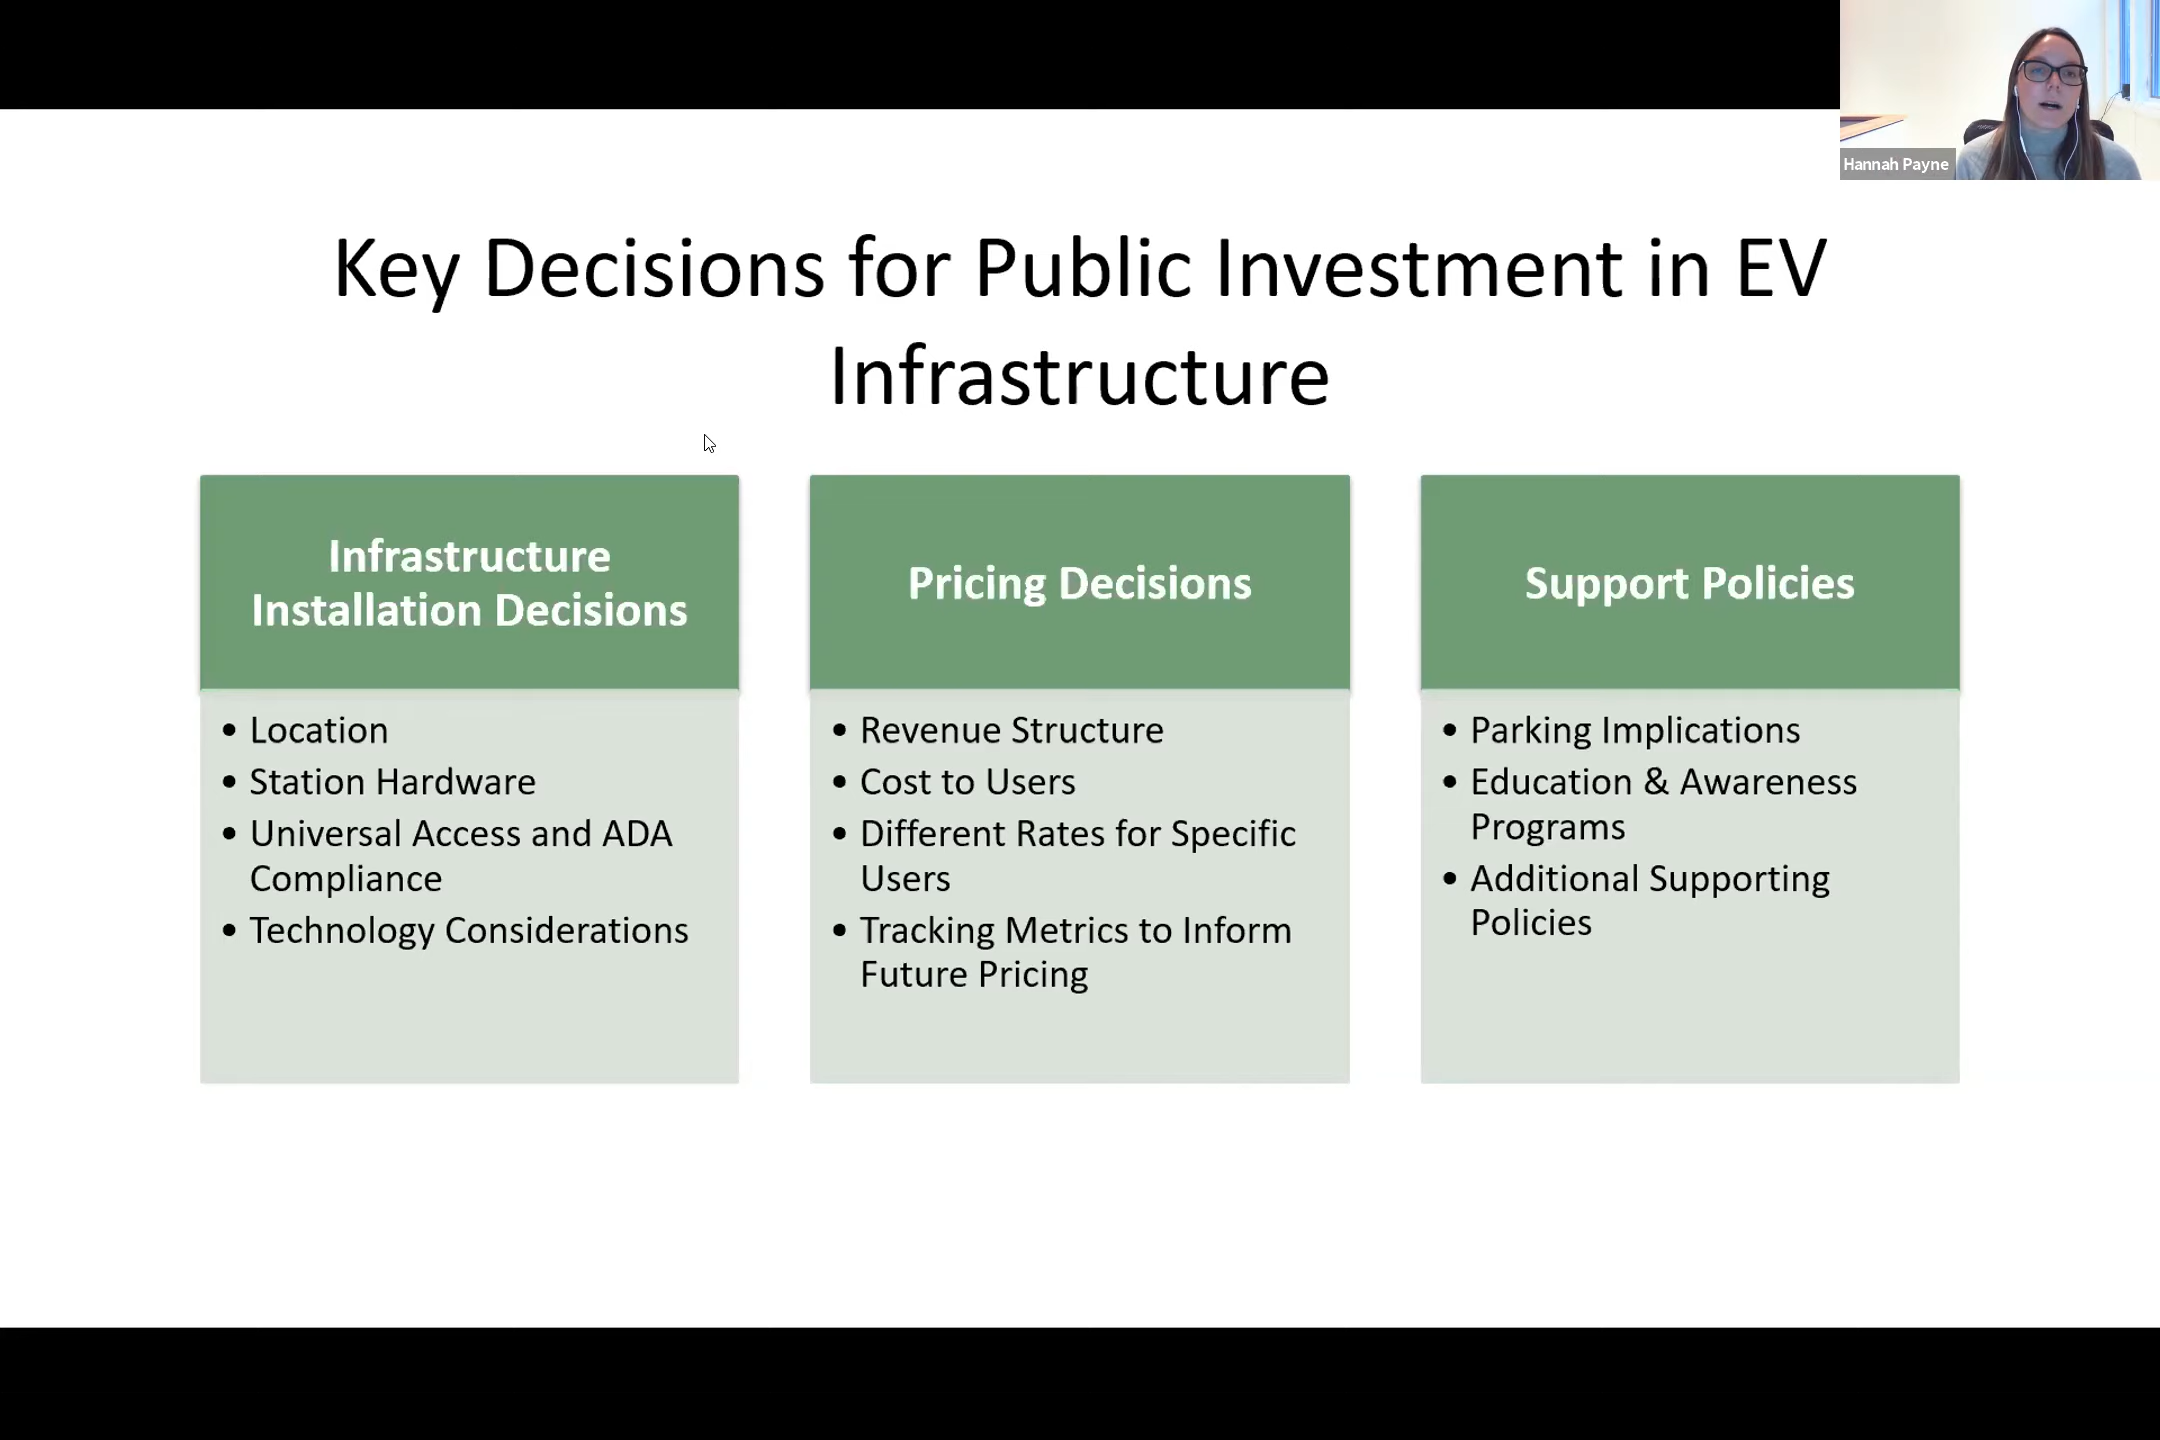 Hannah Payne
Key Decisions for Public Investment in EV
Infrastructure
Infrastructure
Installation Decisions
• Location
• Station Hardware
• Universal Access and ADA
Compliance
• Technology Considerations
Pricing Decisions
• Revenue Structure
• Cost to Users
• Different Rates for Specific
Users
• Tracking Metrics to Inform
Future Pricing
Support Policies
• Parking Implications
• Education & Awareness
Programs
• Additional Supporting
Policies